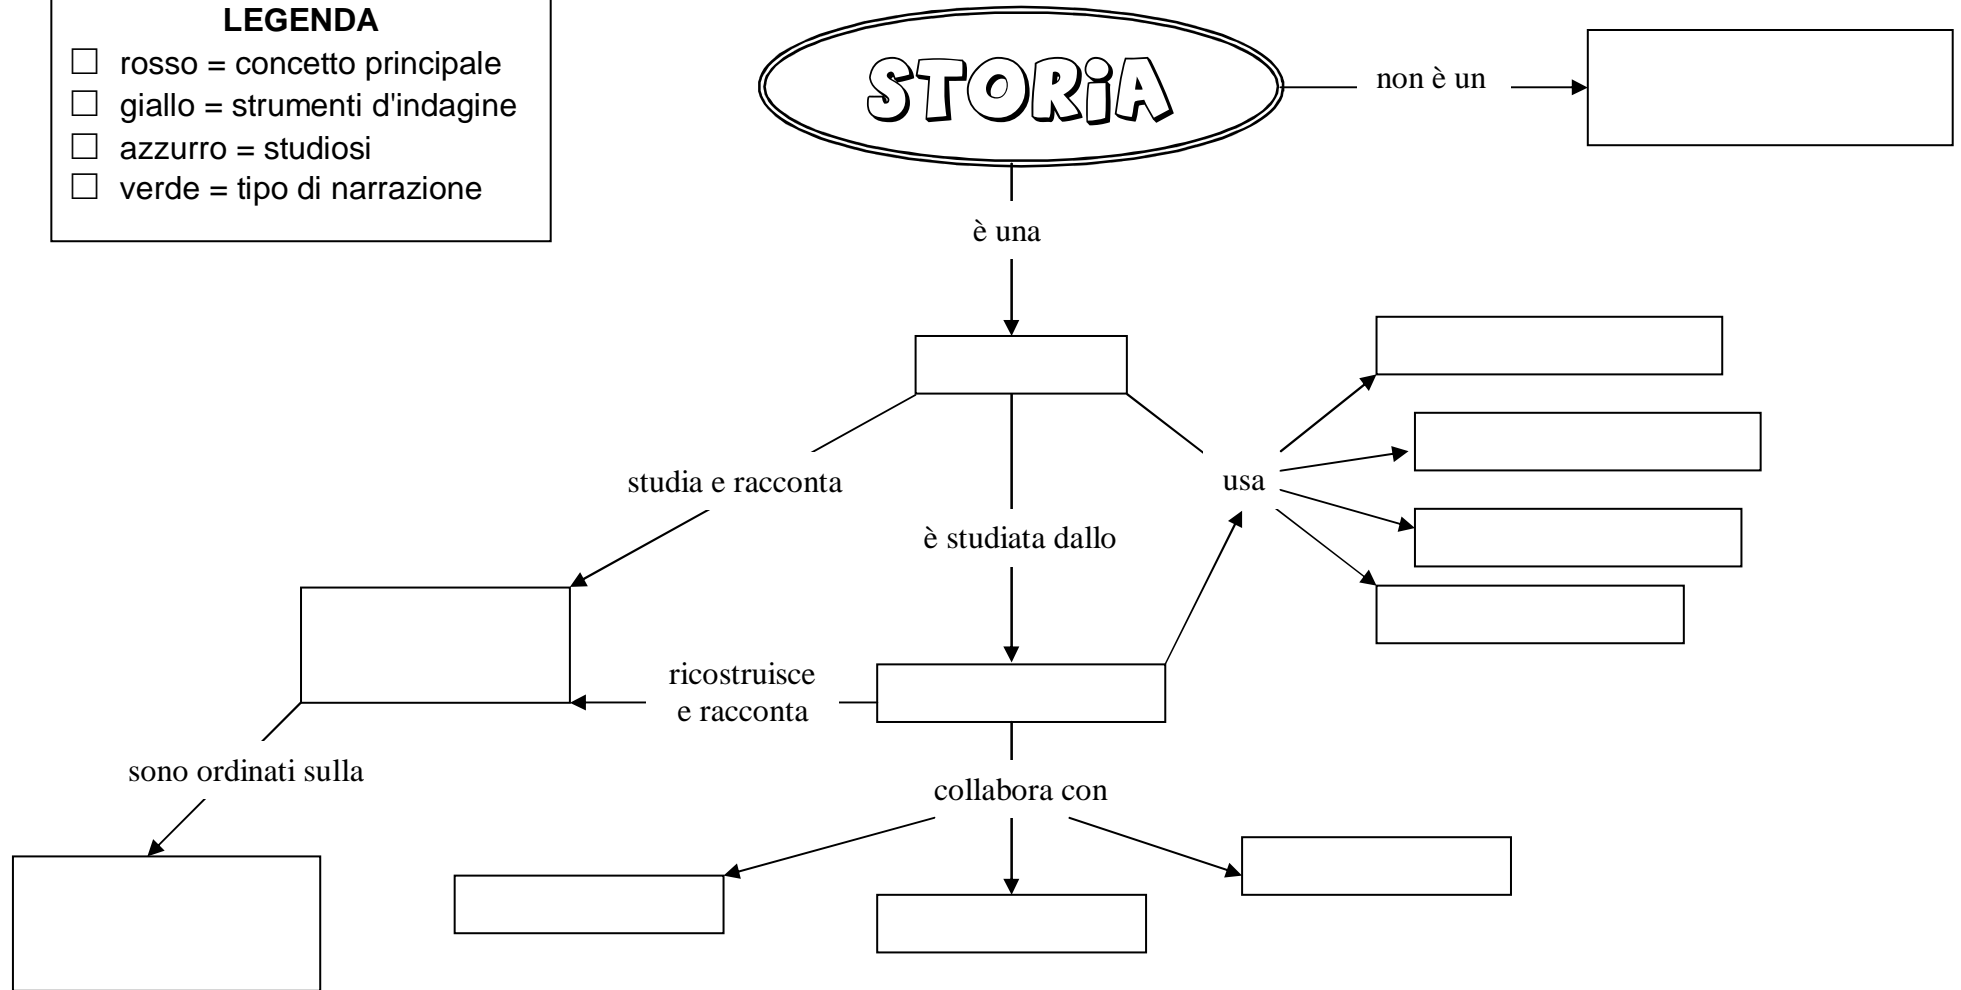 LEGENDA
rosso = concetto principale
giallo = strumenti d'indagine
azzurro = studiosi
verde = tipo di narrazione
STORiA
non è un
è una
studia e racconta
usa
è studiata dallo
ricostruisce
e racconta
sono ordinati sulla
collabora con